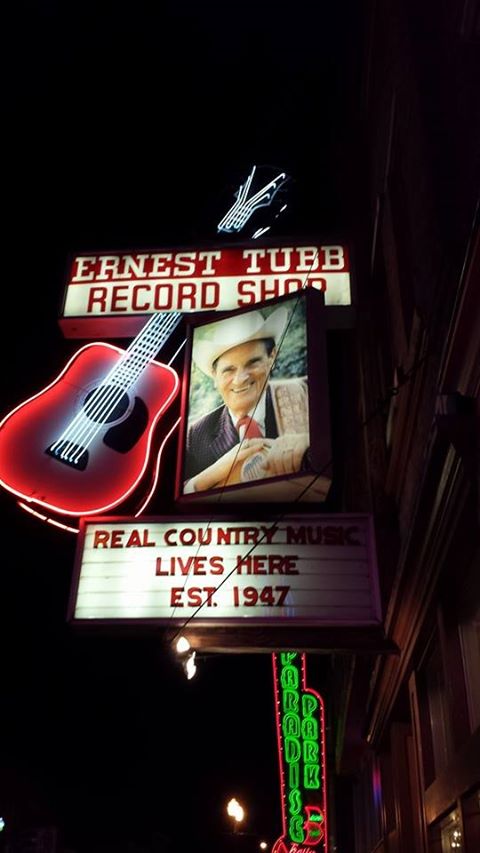 ERNEST TUBB
RECORD SHOP
REAL COUNTRY MUSIC
LIVES HERE
EST. 1947
PARADISE
PARK